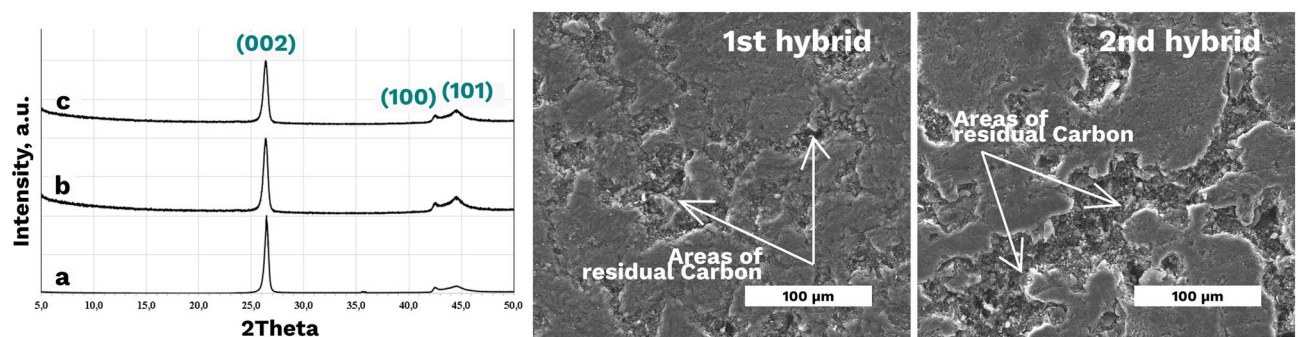 (002)
(100) (101)
c
b
a
Intensity, a.u.
5,0 10,0 15,0 20,0 25,0 30,0 35,0 40,0 45,0 50,0
2Theta
1st hybrid
Areas of
residual Carbon
100 µm
2nd hybrid
Areas of
residual Carbon
100 µm